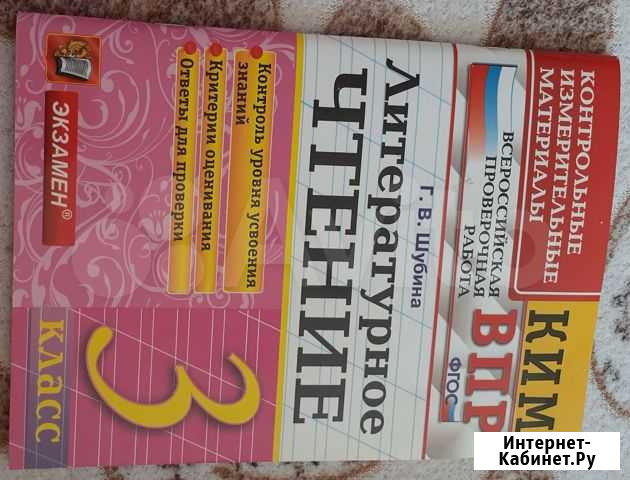 КОНТРОЛЬНЫЕ
ИЗМЕРИТЕЛЬНЫЕ
МАТЕРИАЛЫ
КИМ
ВСЕРОССИЙСКАЯ
ПРОВЕРОЧНАЯ
РАБОТА
ВПР
ФГОС
Г. В. Шубина
Литературное
ЧТЕНИЕ
Контроль уровня усвоения
знаний
Критерии оценивания
Ответы для проверки
3
класс
ЭКЗАМЕН®
Интернет-
Кабинет.Ру